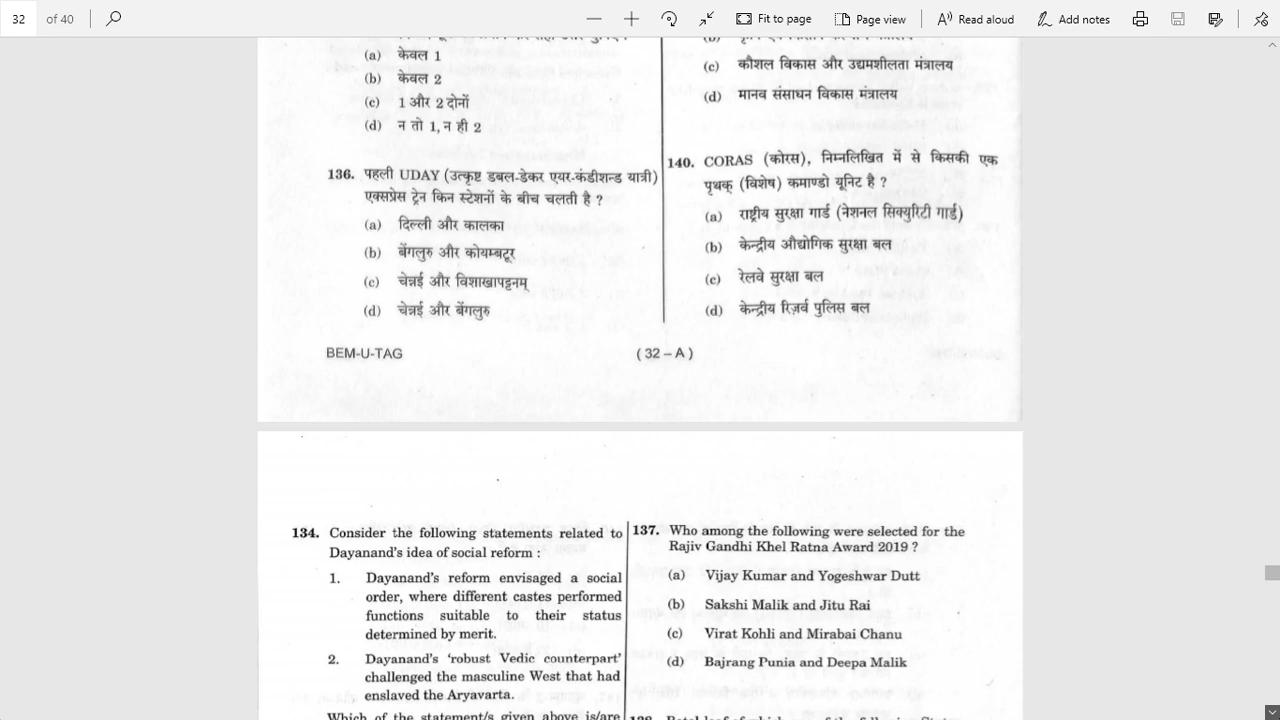 32 of 40
Fit to page
Page view
Read aloud
Add notes
(a) केवल 1
(b) केवल 2
(c) 1 और 2 दोनों
(d) न तो 1, न ही 2
136. पहली UDAY (उत्कृष्ट डबल-डेकर एयर-कंडीशन्ड यात्री)
एक्सप्रेस ट्रेन किन स्टेशनों के बीच चलती है ?
(a) दिल्ली और कालका
(b) बेंगलुरु और कोयम्बटूर
(c) चेन्नई और विशाखापट्टनम्
(d) चेन्नई और बेंगलुरु
(c) कौशल विकास और उद्यमशीलता मंत्रालय
(d) मानव संसाधन विकास मंत्रालय
140. CORAS (कोरस), निम्नलिखित में से किसकी एक
पृथक् (विशेष) कमाण्डो यूनिट है ?
(a) राष्ट्रीय सुरक्षा गार्ड (नेशनल सिक्युरिटी गार्ड)
(b) केन्द्रीय औद्योगिक सुरक्षा बल
(c) रेलवे सुरक्षा बल
(d) केन्द्रीय रिज़र्व पुलिस बल
BEM-U-TAG
( 32 – A )
134. Consider the following statements related to
Dayanand's idea of social reform :
1. Dayanand's reform envisaged a social
order, where different castes performed
functions suitable to their status
determined by merit.
2. Dayanand's 'robust Vedic counterpart'
challenged the masculine West that had
enslaved the Aryavarta.
Which of the statement/s given above is/are
137. Who among the following were selected for the
Rajiv Gandhi Khel Ratna Award 2019 ?
(a) Vijay Kumar and Yogeshwar Dutt
(b) Sakshi Malik and Jitu Rai
(c) Virat Kohli and Mirabai Chanu
(d) Bajrang Punia and Deepa Malik